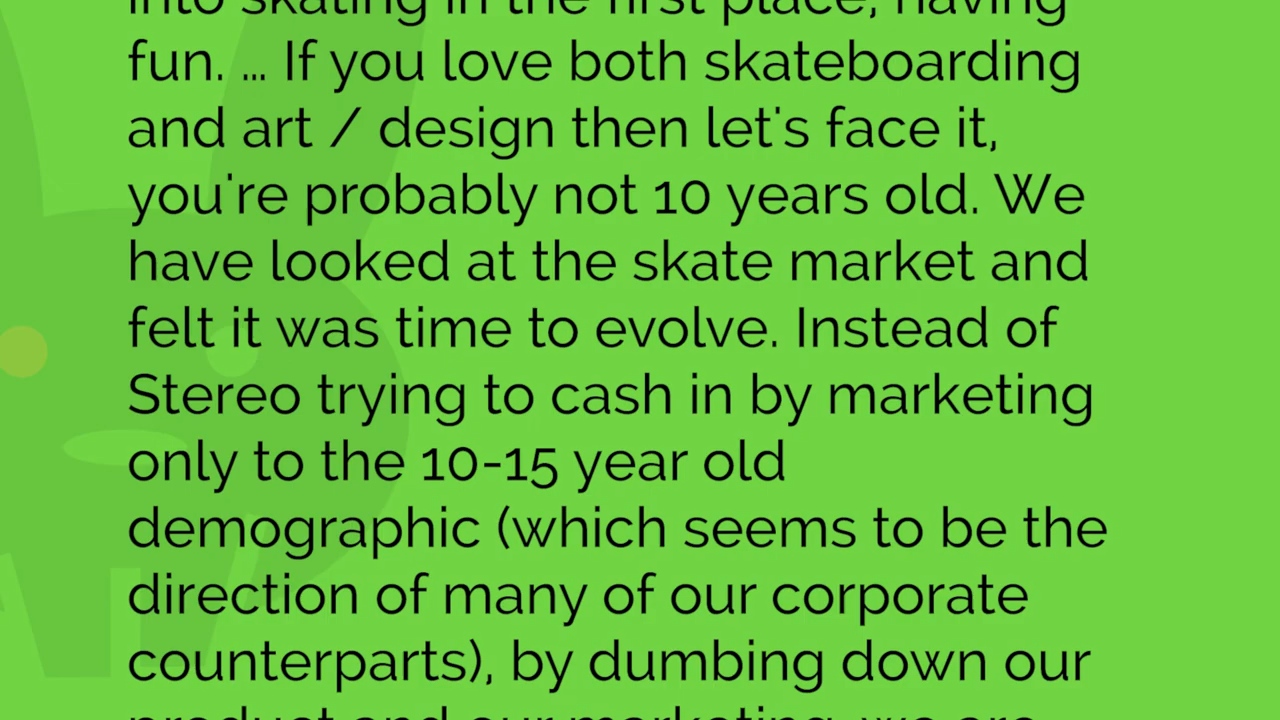 into skating in the first place, having
fun. ... If you love both skateboarding
and art / design then let's face it,
you're probably not 10 years old. We
have looked at the skate market and
felt it was time to evolve. Instead of
Stereo trying to cash in by marketing
only to the 10-15 year old
demographic (which seems to be the
direction of many of our corporate
counterparts), by dumbing down our
product and our marketing, we are